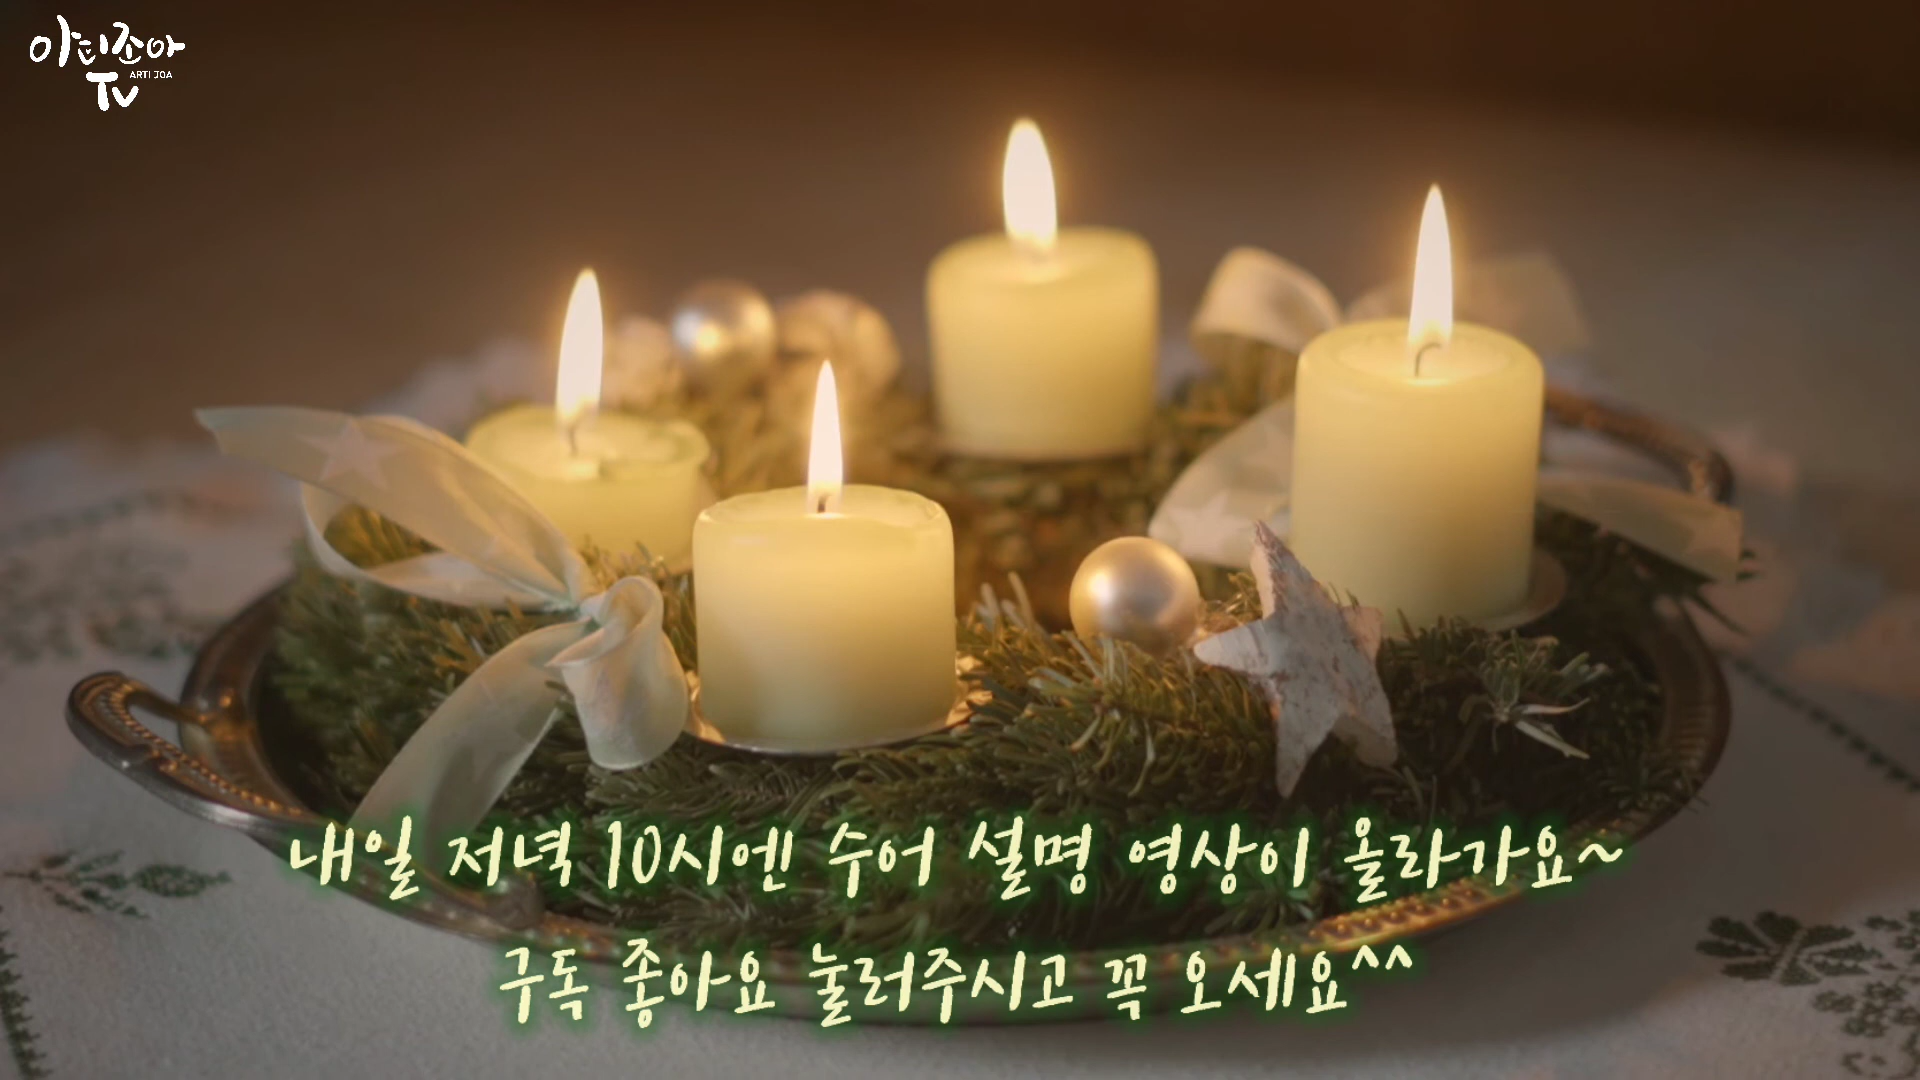 아티조아
ARTI JOA
TV
내일 저녁 10시엔 수어 설명 영상이 올라가요~
구독 좋아요 눌러주시고 꼭 오세요^^